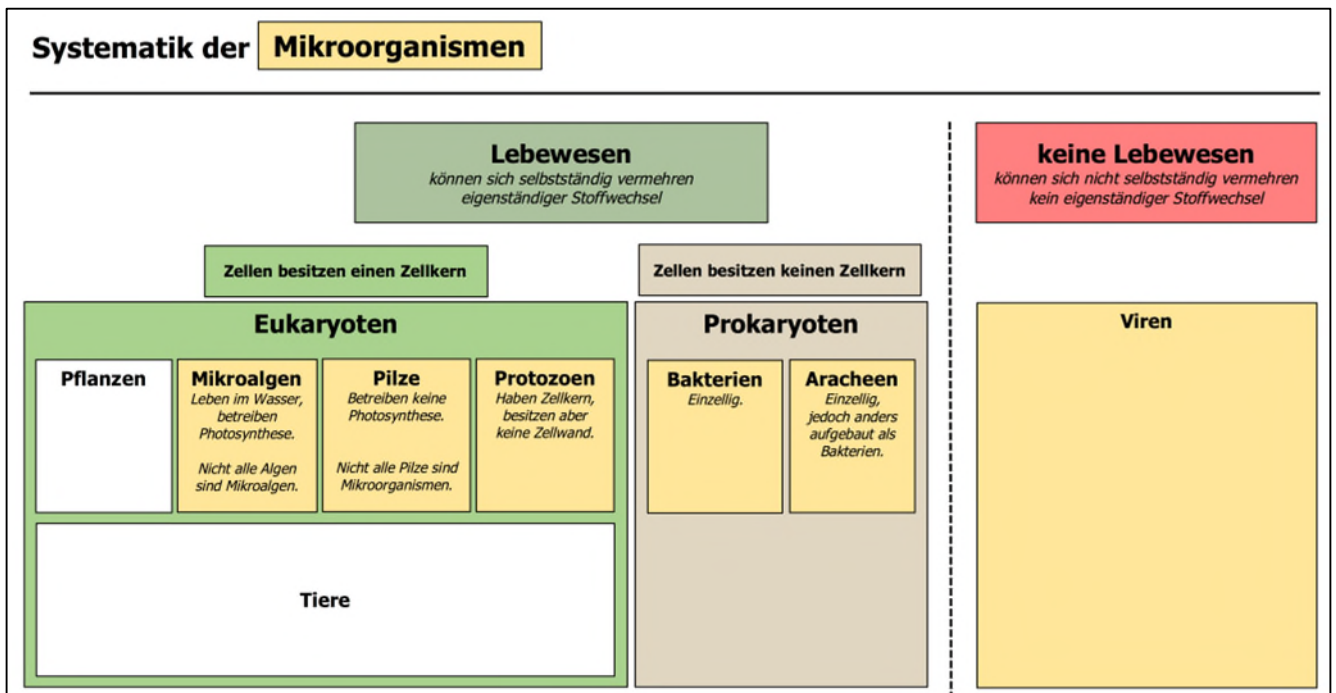 Systematik der Mikroorganismen
Lebewesen
können sich selbstständig vermehren
eigenständiger Stoffwechsel
keine Lebewesen
können sich nicht selbstständig vermehren
kein eigenständiger Stoffwechsel
Zellen besitzen einen Zellkern
Zellen besitzen keinen Zellkern
Eukaryoten
Pflanzen
Mikroalgen
Leben im Wasser,
betreiben
Photosynthese.
Nicht alle Algen
sind Mikroalgen.
Pilze
Betreiben keine
Photosynthese.
Nicht alle Pilze sind
Mikroorganismen.
Protozoen
Haben Zellkern,
besitzen aber
keine Zellwand.
Tiere
Prokaryoten
Bakterien
Einzellig.
Aracheen
Einzellig,
jedoch anders
aufgebaut als
Bakterien.
Viren